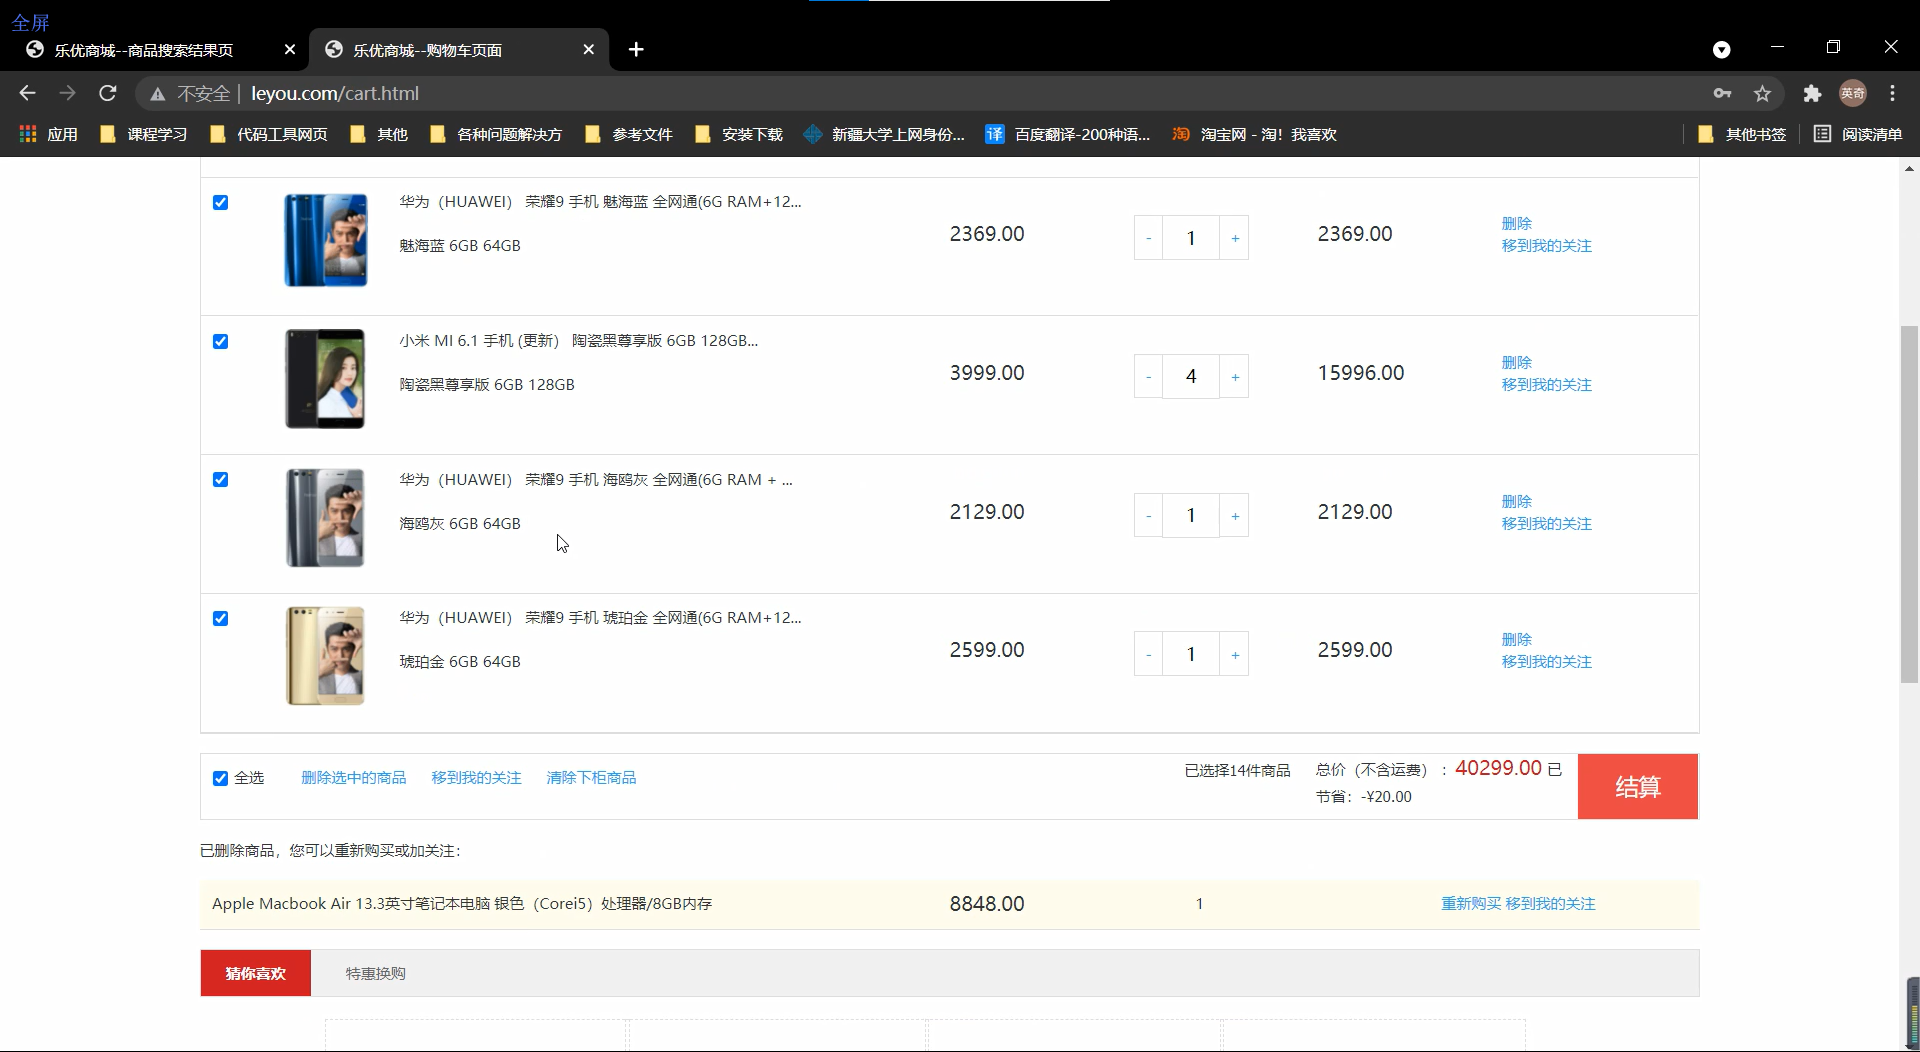 全屏
乐优商城--商品搜索结果页
乐优商城--购物车页面
不安全 | leyou.com/cart.html
英奇
应用 课程学习 代码工具网页 其他 各种问题解决方 参考文件 安装下载 新疆大学上网身份... 译 百度翻译-200种语... 淘 淘宝网 - 淘！我喜欢 其他书签 阅读清单
华为（HUAWEI） 荣耀9 手机 魅海蓝 全网通(6G RAM+12...
魅海蓝 6GB 64GB
2369.00 - 1 + 2369.00
删除
移到我的关注
小米 MI 6.1 手机 (更新） 陶瓷黑尊享版 6GB 128GB...
陶瓷黑尊享版 6GB 128GB
3999.00 - 4 + 15996.00
删除
移到我的关注
华为（HUAWEI） 荣耀9 手机 海鸥灰 全网通(6G RAM + ...
海鸥灰 6GB 64GB
2129.00 - 1 + 2129.00
删除
移到我的关注
华为（HUAWEI） 荣耀9 手机 琥珀金 全网通(6G RAM+12...
琥珀金 6GB 64GB
2599.00 - 1 + 2599.00
删除
移到我的关注
全选 删除选中的商品 移到我的关注 清除下柜商品
已选择14件商品
总价（不含运费） ： 40299.00 已
节省：-¥20.00
结算
已删除商品，您可以重新购买或加关注：
Apple Macbook Air 13.3英寸笔记本电脑 银色（Corei5）处理器/8GB内存 8848.00 1 重新购买 移到我的关注
猜你喜欢 特惠换购